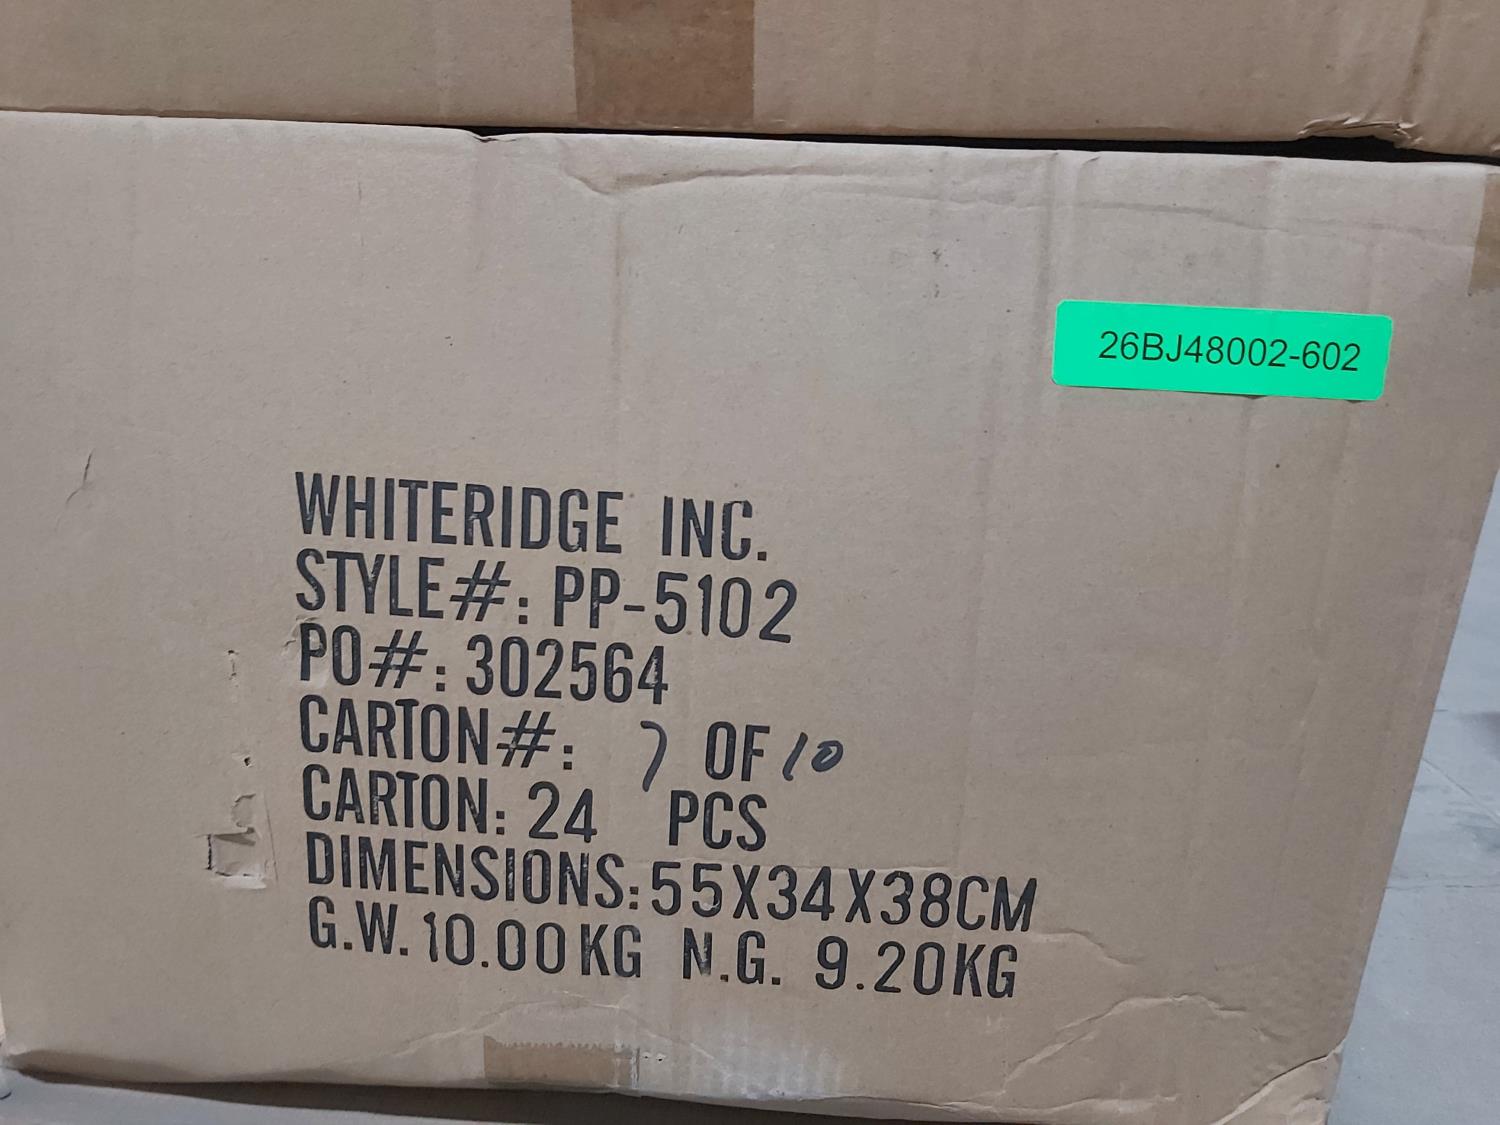 26BJ48002-602
WHITERIDGE INC.
STYLE#: PP-5102
PO#: 302564
CARTON#: 7 OF 10
CARTON: 24 PCS
DIMENSIONS: 55X34X38CM
G.W. 10.00KG N.G. 9.20KG